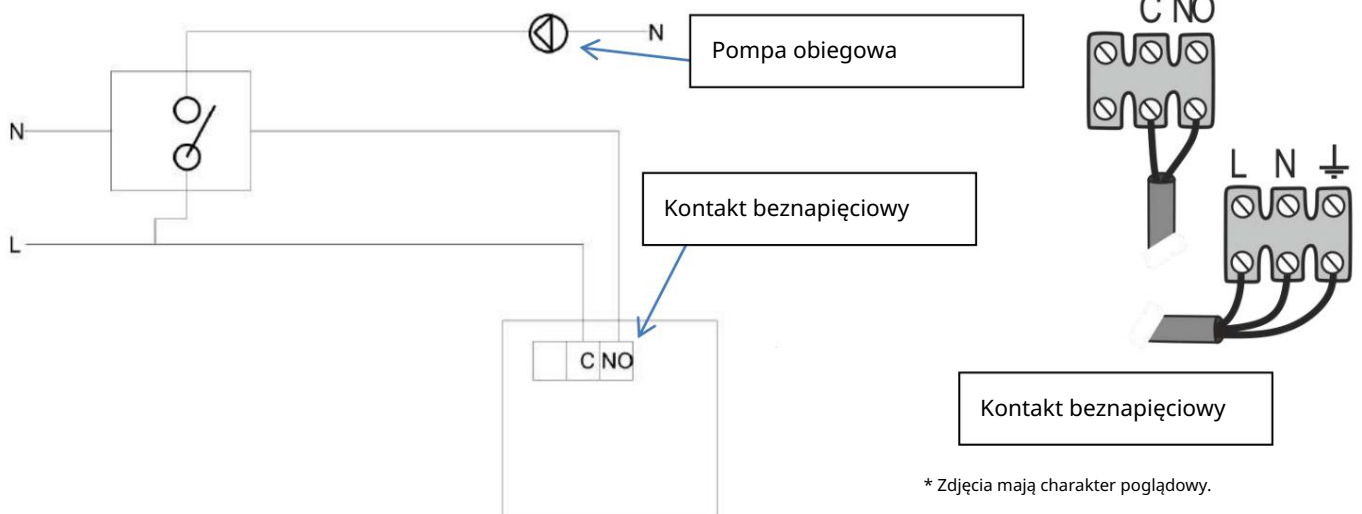 C NO
N
Pompa obiegowa
N
L N
Kontakt beznapięciowy
L
C NO
Kontakt beznapięciowy
* Zdjęcia mają charakter poglądowy.